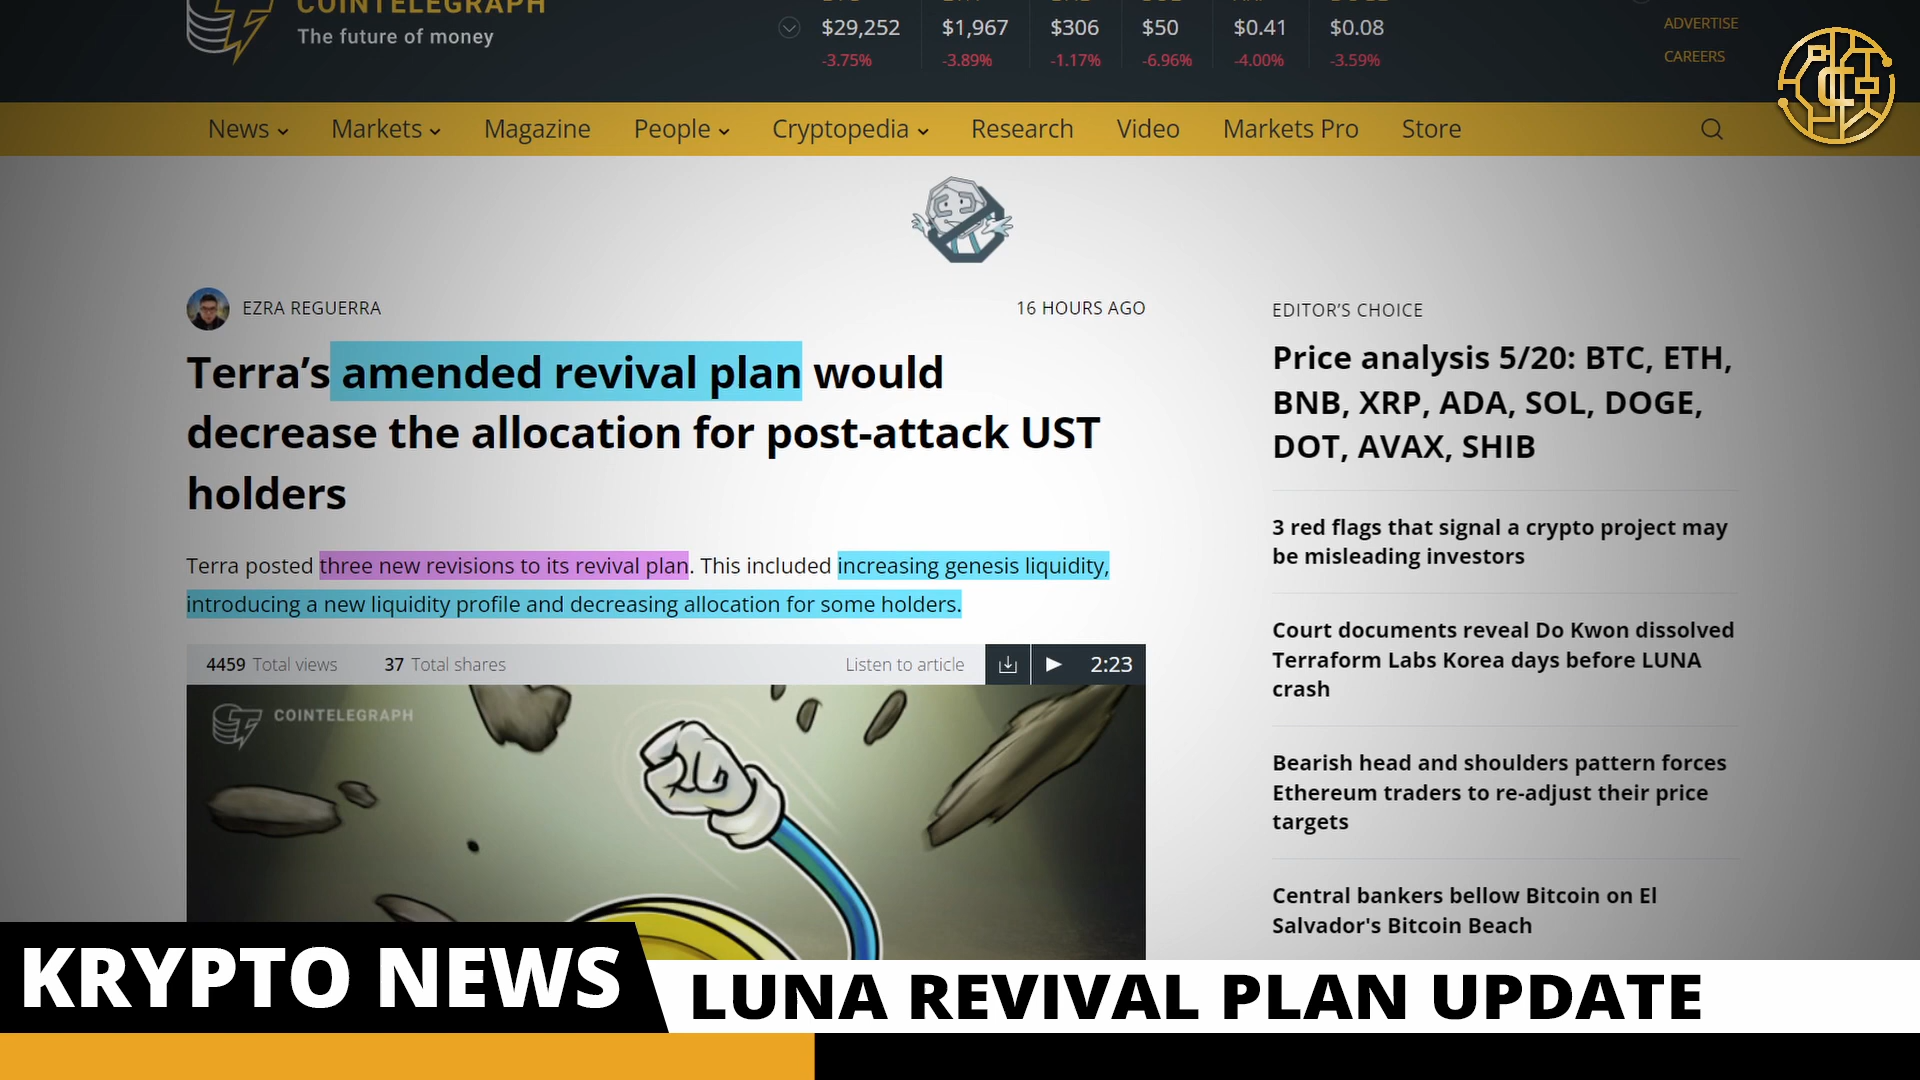 COINTELEGRAPH
The future of money
$29,252 $1,967 $306 $50 $0.41 $0.08
-3.75% -3.89% -1.17% -6.96% -4.00% -3.59%
ADVERTISE
CAREERS
News Markets Magazine People Cryptopedia Research Video Markets Pro Store
EZRA REGUERRA
16 HOURS AGO
Terra’s amended revival plan would
decrease the allocation for post-attack UST
holders
Terra posted three new revisions to its revival plan. This included increasing genesis liquidity,
introducing a new liquidity profile and decreasing allocation for some holders.
4459 Total views 37 Total shares Listen to article 2:23
COINTELEGRAPH
EDITOR’S CHOICE
Price analysis 5/20: BTC, ETH,
BNB, XRP, ADA, SOL, DOGE,
DOT, AVAX, SHIB
3 red flags that signal a crypto project may
be misleading investors
Court documents reveal Do Kwon dissolved
Terraform Labs Korea days before LUNA
crash
Bearish head and shoulders pattern forces
Ethereum traders to re-adjust their price
targets
Central bankers bellow Bitcoin on El
Salvador's Bitcoin Beach
KRYPTO NEWS
LUNA REVIVAL PLAN UPDATE